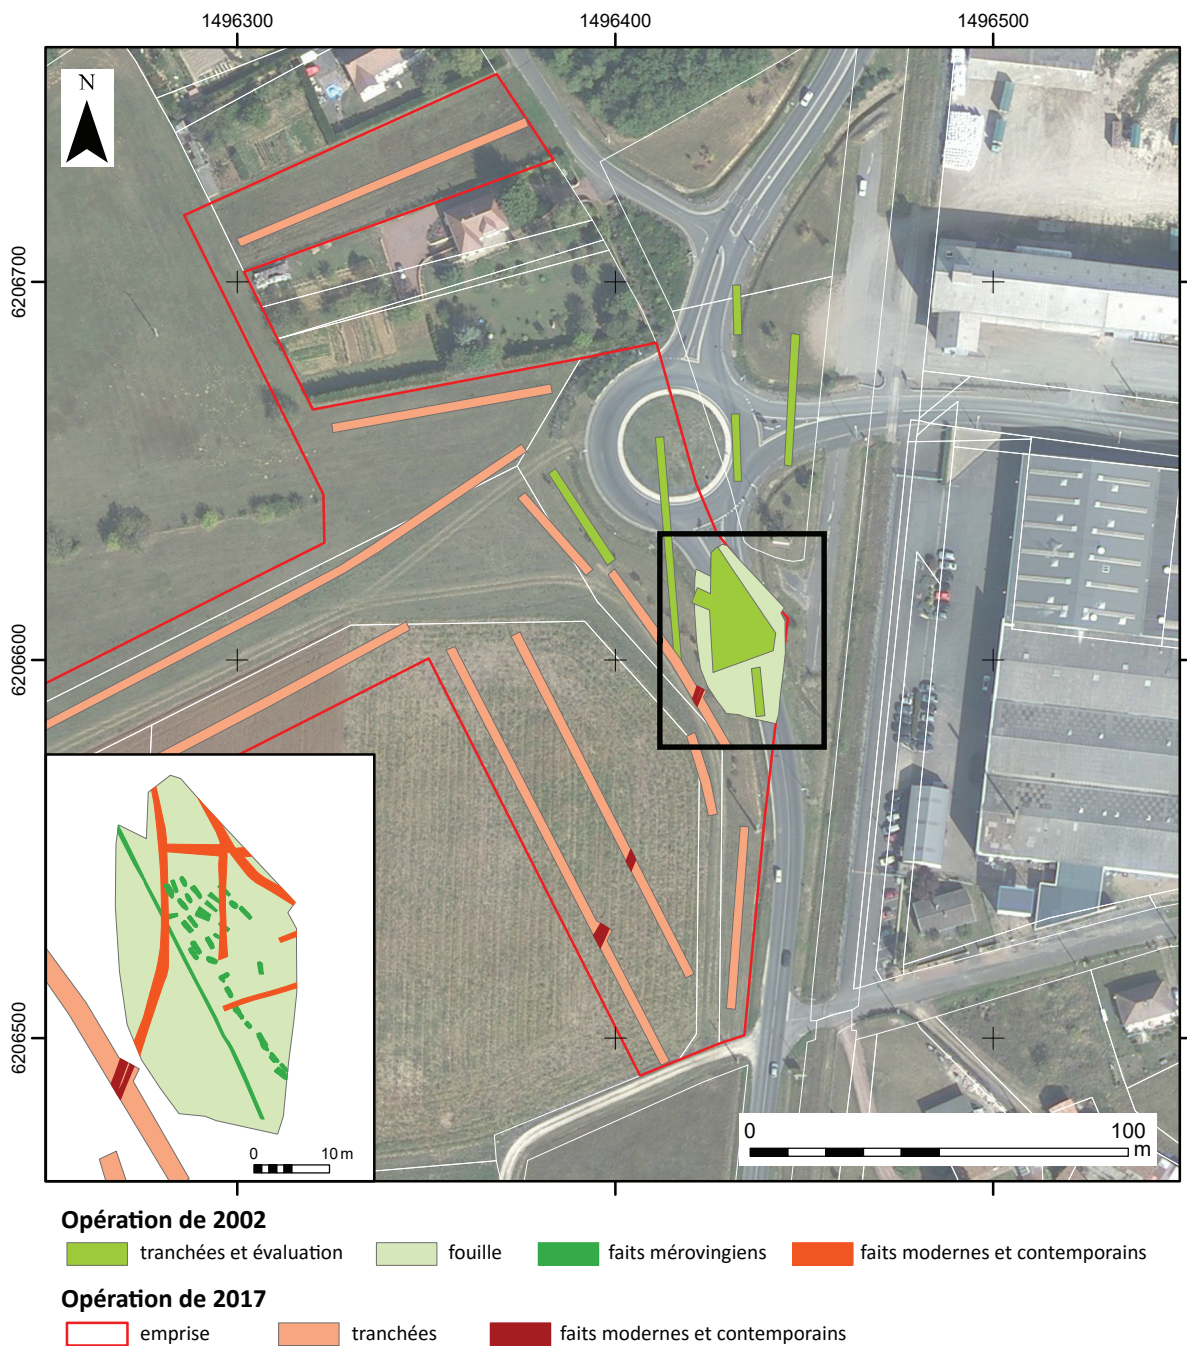 1496300 1496400 1496500
N
6206700
6206600
6206500
0 10 m
0 100
m
Opération de 2002
tranchées et évaluation fouille faits mérovingiens faits modernes et contemporains
Opération de 2017
emprise tranchées faits modernes et contemporains